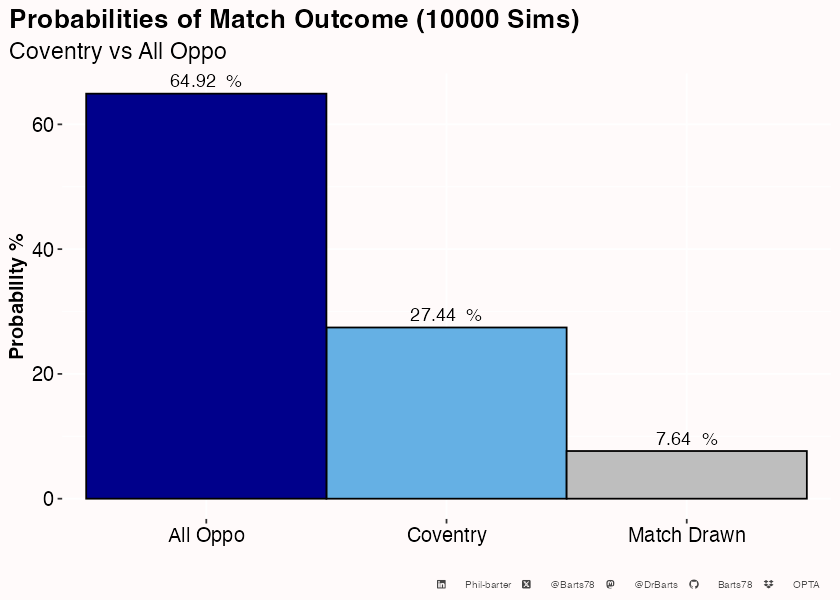 Probabilities of Match Outcome (10000 Sims)
Coventry vs All Oppo
64.92 %
60
Probability %
40
27.44 %
20
7.64 %
0
All Oppo Coventry Match Drawn
Phil-barter @Barts78 @DrBarts Barts78 OPTA